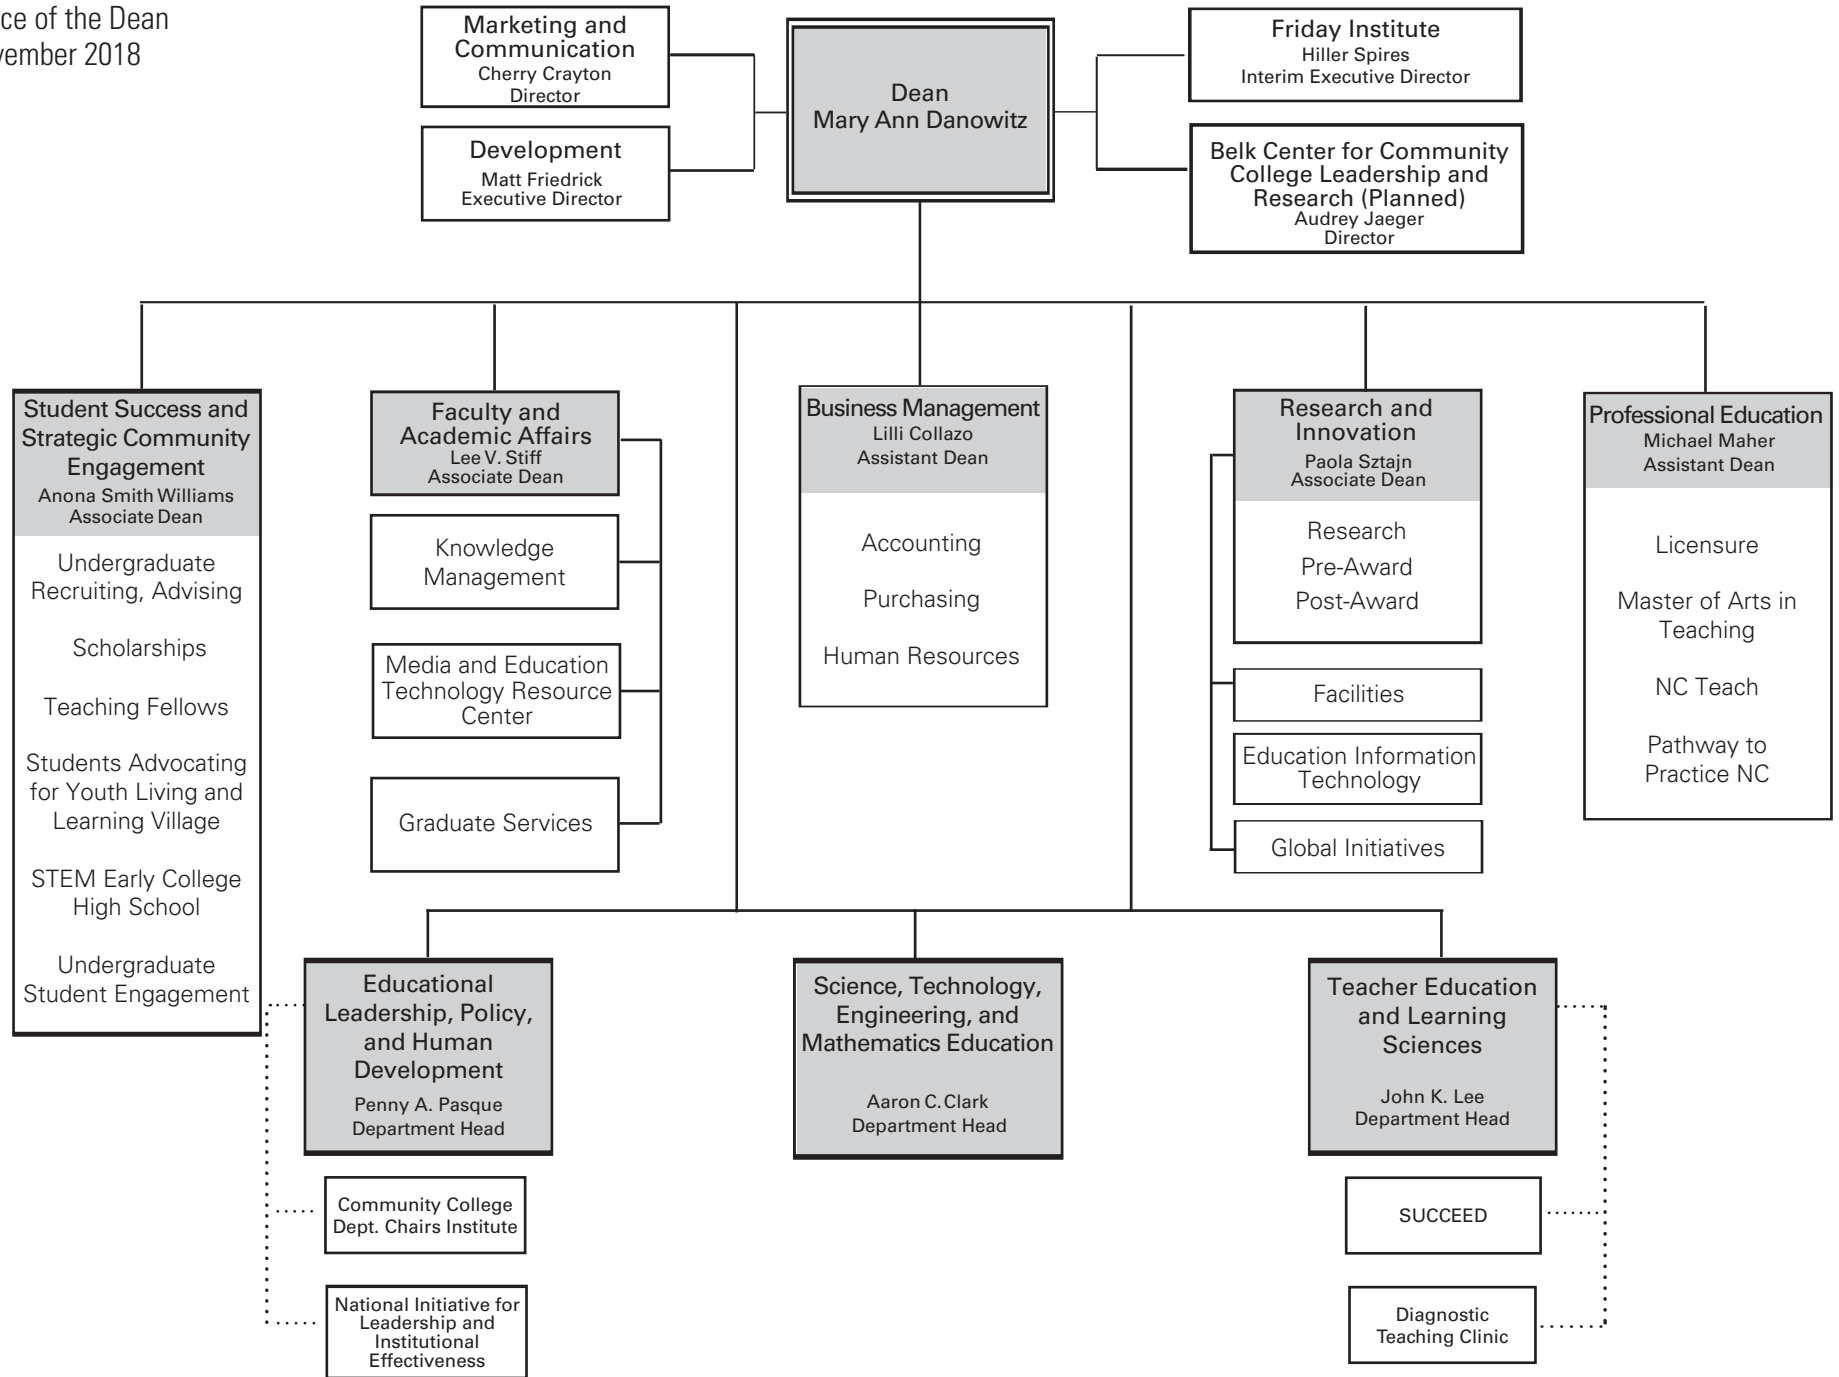 of the Dean
2018
Marketing and
Communication
Cherry Crayton
Director
Development
Matt Friedrick
Executive Director
Dean
Mary Ann Danowitz
Friday Institute
Hiller Spires
Interim Executive Director
Belk Center for Community
College Leadership and
Research (Planned)
Audrey Jaeger
Director
Student Success and
Strategic Community
Engagement
Anona Smith Williams
Associate Dean
Undergraduate
Recruiting, Advising
Scholarships
Teaching Fellows
Students Advocating
for Youth Living and
Learning Village
STEM Early College
High School
Undergraduate
Student Engagement
Faculty and
Academic Affairs
Lee V. Stiff
Associate Dean
Knowledge
Management
Media and Education
Technology Resource
Center
Graduate Services
Business Management
Lilli Collazo
Assistant Dean
Accounting
Purchasing
Human Resources
Research and
Innovation
Paola Sztajn
Associate Dean
Research
Pre-Award
Post-Award
Facilities
Education Information
Technology
Global Initiatives
Professional Education
Michael Maher
Assistant Dean
Licensure
Master of Arts in
Teaching
NC Teach
Pathway to
Practice NC
Educational
Leadership, Policy,
and Human
Development
Penny A. Pasque
Department Head
Community College
Dept. Chairs Institute
National Initiative for
Leadership and
Institutional
Effectiveness
Science, Technology,
Engineering, and
Mathematics Education
Aaron C. Clark
Department Head
Teacher Education
and Learning
Sciences
John K. Lee
Department Head
SUCCEED
Diagnostic
Teaching Clinic